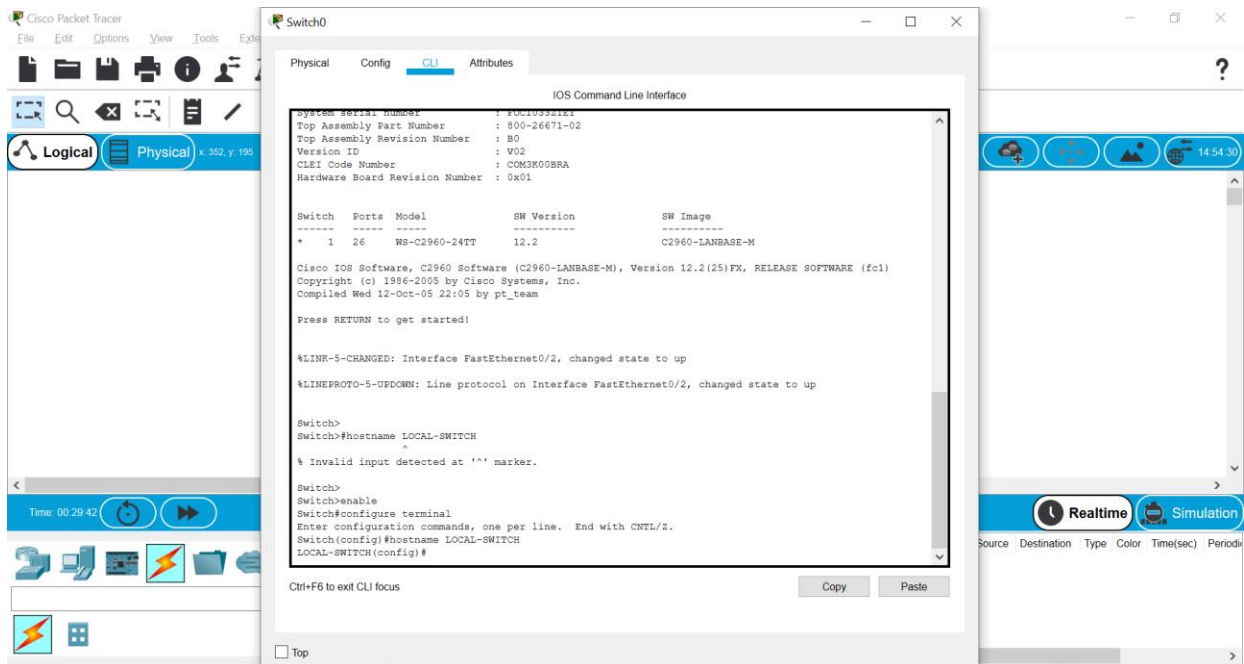 Cisco Packet Tracer
File Edit Options View Tools Exte
Switch0
Physical Config CLI Attributes
IOS Command Line Interface
?
Logical Physical x: 352, y: 195
14:54:30
System serial number : FOC103321EY
Top Assembly Part Number : 800-26671-02
Top Assembly Revision Number : B0
Version ID : V02
CLEI Code Number : COM3K00BRA
Hardware Board Revision Number : 0x01
Switch Ports Model SW Version SW Image
------ ----- ----- ---------- ----------
* 1 26 WS-C2960-24TT 12.2 C2960-LANBASE-M
Cisco IOS Software, C2960 Software (C2960-LANBASE-M), Version 12.2(25)FX, RELEASE SOFTWARE (fc1)
Copyright (c) 1986-2005 by Cisco Systems, Inc.
Compiled Wed 12-Oct-05 22:05 by pt_team
Press RETURN to get started!
%LINK-5-CHANGED: Interface FastEthernet0/2, changed state to up
%LINEPROTO-5-UPDOWN: Line protocol on Interface FastEthernet0/2, changed state to up
Switch>
Switch>#hostname LOCAL-SWITCH
^
% Invalid input detected at '^' marker.
Switch>
Switch>enable
Switch#configure terminal
Enter configuration commands, one per line. End with CNTL/Z.
Switch(config)#hostname LOCAL-SWITCH
LOCAL-SWITCH(config)#
Time: 00:29:42
Realtime Simulation
Source Destination Type Color Time(sec) Periodi
Ctrl+F6 to exit CLI focus
Copy Paste
Top